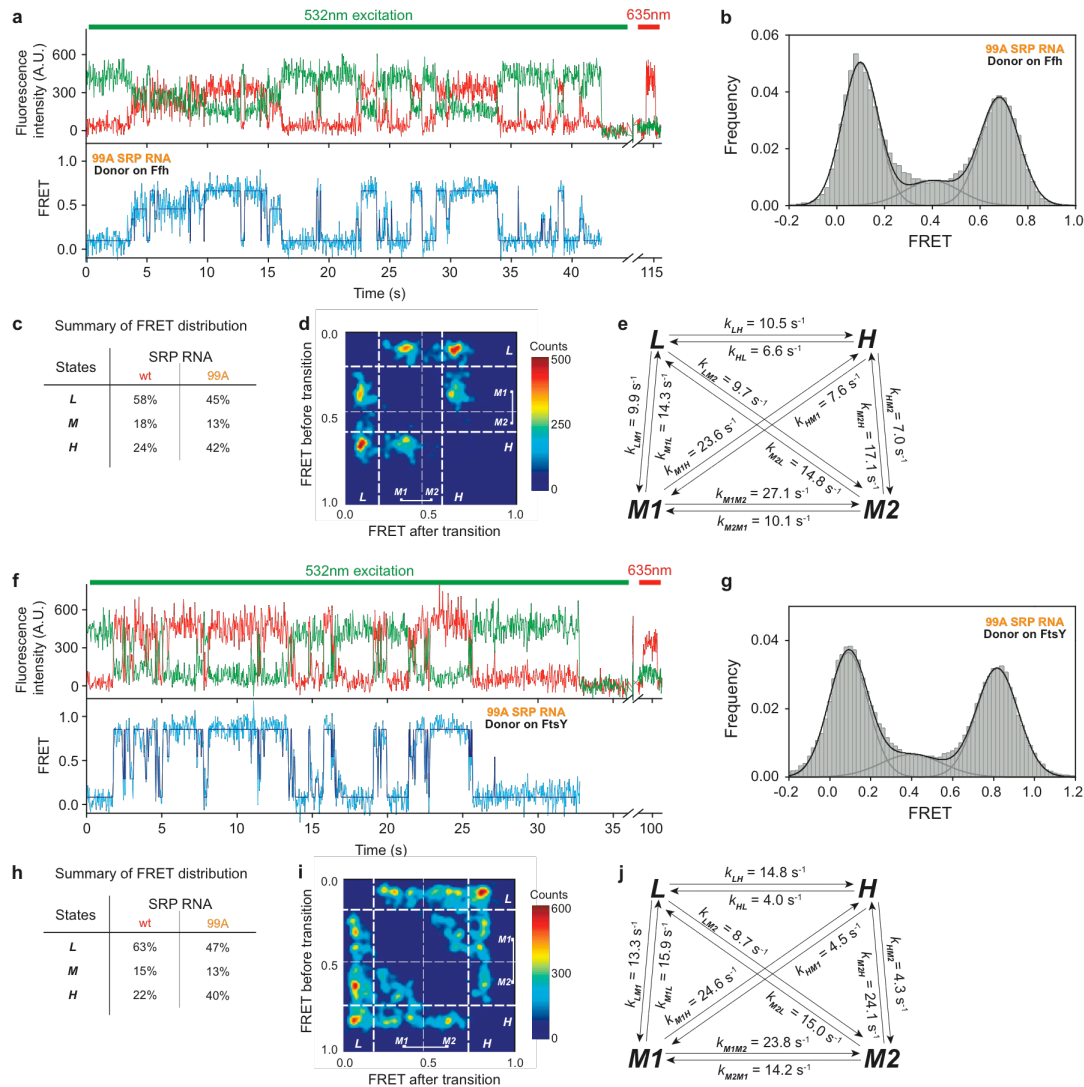 a
532nm excitation
635nm
Fluorescence
intensity (A.U.)
600
300
0
99A SRP RNA
Donor on Ffh
FRET
1.0
0.5
0.0
0 5 10 15 20 25 30 35 40 115
Time (s)
b
99A SRP RNA
Donor on Ffh
Frequency
0.06
0.04
0.02
0.00
-0.2 0.0 0.2 0.4 0.6 0.8 1.0
FRET
c Summary of FRET distribution
States SRP RNA
wt 99A
L 58% 45%
M 18% 13%
H 24% 42%
d
FRET before transition
0.0
0.5
1.0
L
M1
M2
H
L M1 M2 H
0.0 0.5 1.0
FRET after transition
Counts
500
250
0
e
L H
kLH = 10.5 s-1
kHL = 6.6 s-1
kLM2 = 9.7 s-1
kHM1 = 7.6 s-1
kLM1 = 9.9 s-1
kM1L = 14.3 s-1
kM1H = 23.6 s-1
kM2L = 14.8 s-1
kM2H = 17.1 s-1
kHM2 = 7.0 s-1
kM1M2 = 27.1 s-1
kM2M1 = 10.1 s-1
M1 M2
f
532nm excitation
635nm
Fluorescence
intensity (A.U.)
600
300
0
99A SRP RNA
Donor on FtsY
FRET
1.0
0.5
0.0
0 5 10 15 20 25 30 35 100
Time (s)
g
99A SRP RNA
Donor on FtsY
Frequency
0.04
0.02
0.00
-0.2 0.0 0.2 0.4 0.6 0.8 1.0 1.2
FRET
h Summary of FRET distribution
States SRP RNA
wt 99A
L 63% 47%
M 15% 13%
H 22% 40%
i
FRET before transition
0.0
0.5
1.0
L
M1
M2
H
L M1 M2 H
0.0 0.5 1.0
FRET after transition
Counts
600
300
0
j
L H
kLH = 14.8 s-1
kHL = 4.0 s-1
kLM2 = 8.7 s-1
kHM1 = 4.5 s-1
kLM1 = 13.3 s-1
kM1L = 15.9 s-1
kM1H = 24.6 s-1
kM2L = 15.0 s-1
kM2H = 24.1 s-1
kHM2 = 4.3 s-1
kM1M2 = 23.8 s-1
kM2M1 = 14.2 s-1
M1 M2